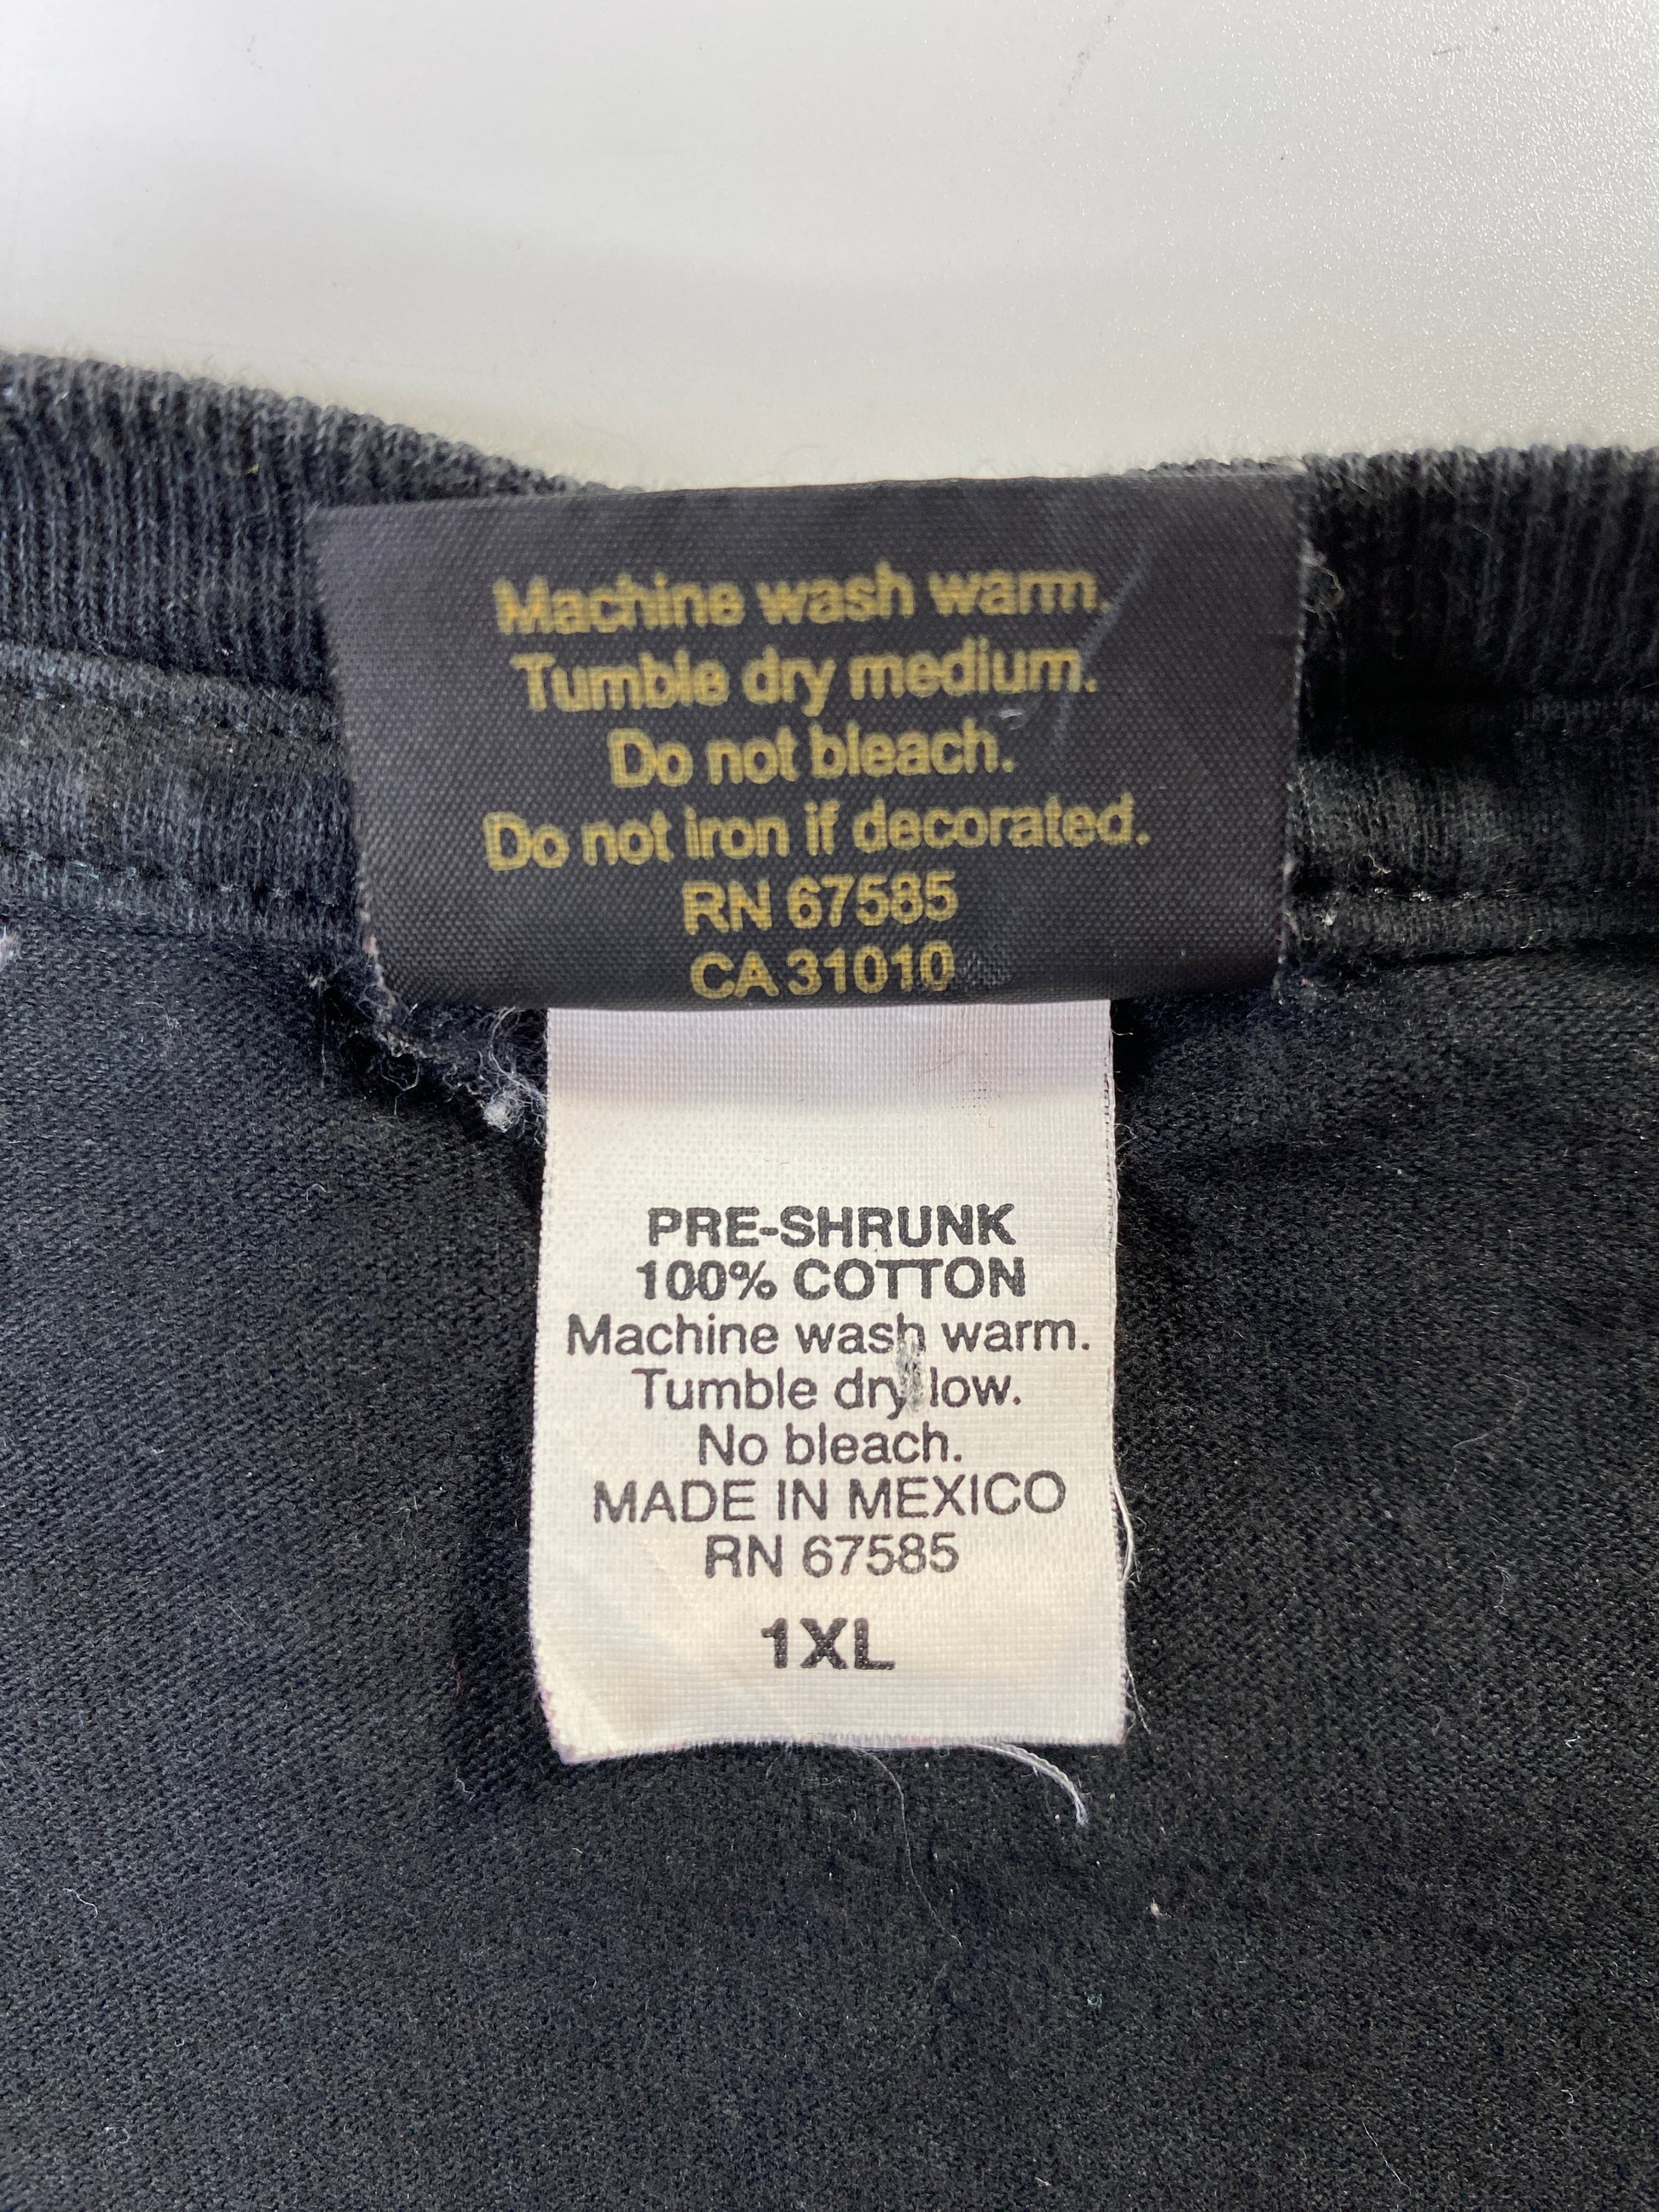 Machine wash warm.
Tumble dry medium.
Do not bleach.
Do not iron if decorated.
RN 67585
CA 31010
PRE-SHRUNK
100% COTTON
Machine wash warm.
Tumble dry low.
No bleach.
MADE IN MEXICO
RN 67585
1XL